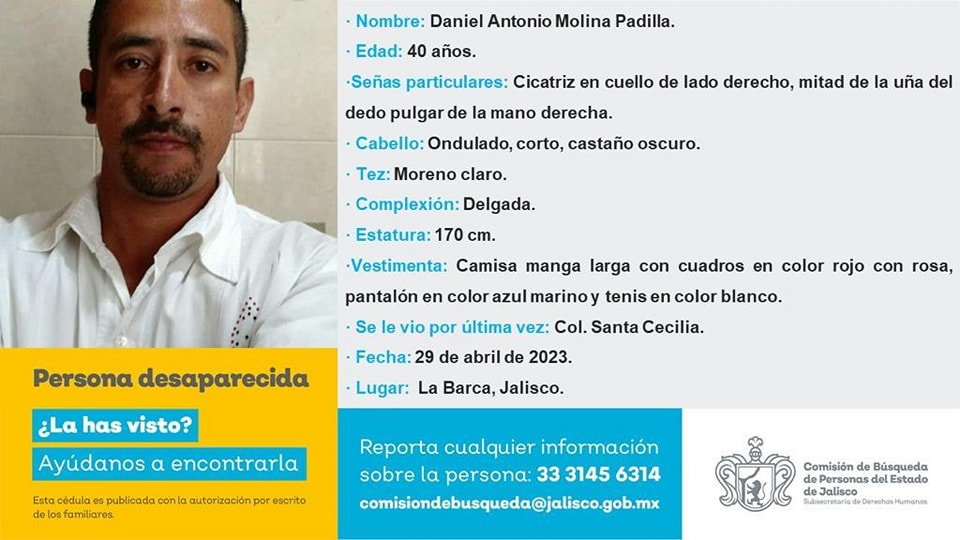 · Nombre: Daniel Antonio Molina Padilla.
· Edad: 40 años.
·Señas particulares: Cicatriz en cuello de lado derecho, mitad de la uña del
dedo pulgar de la mano derecha.
· Cabello: Ondulado, corto, castaño oscuro.
· Tez: Moreno claro.
· Complexión: Delgada.
· Estatura: 170 cm.
·Vestimenta: Camisa manga larga con cuadros en color rojo con rosa,
pantalón en color azul marino y tenis en color blanco.
· Se le vio por última vez: Col. Santa Cecilia.
· Fecha: 29 de abril de 2023.
· Lugar: La Barca, Jalisco.
Persona desaparecida
¿La has visto?
Ayúdanos a encontrarla
Esta cédula es publicada con la autorización por escrito
de los familiares.
Reporta cualquier información
sobre la persona: 33 3145 6314
comisiondebusqueda@jalisco.gob.mx
Comisión de Búsqueda
de Personas del Estado
de Jalisco
Subsecretaría de Derechos Humanos